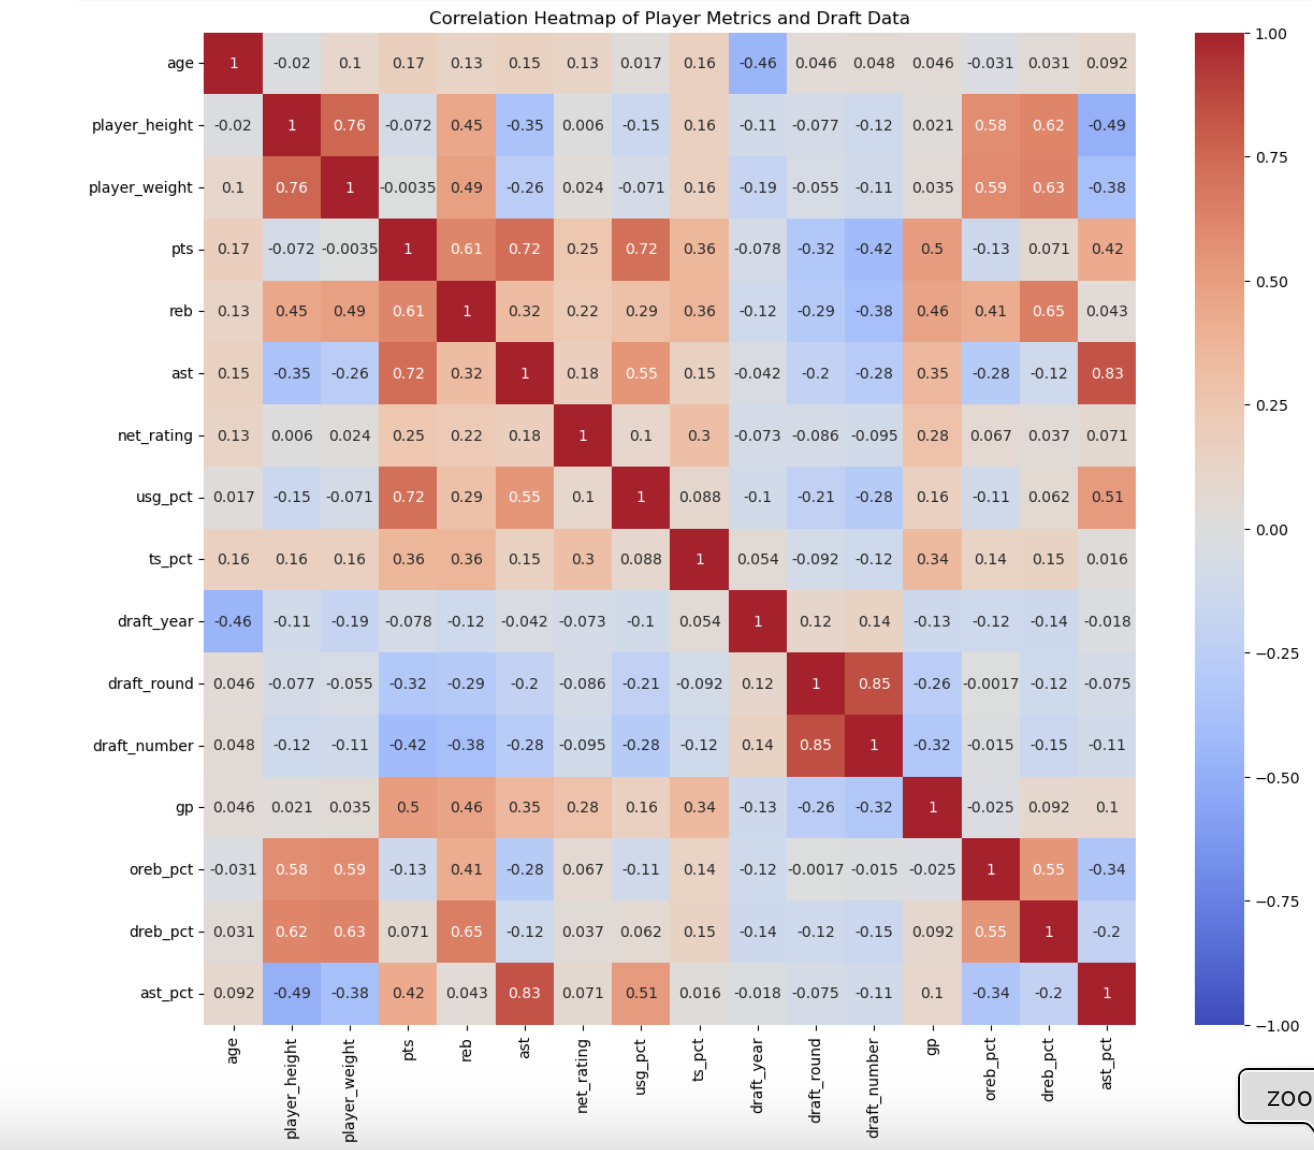 Correlation Heatmap of Player Metrics and Draft Data
age 1 -0.02 0.1 0.17 0.13 0.15 0.13 0.017 0.16 -0.46 0.046 0.048 0.046 -0.031 0.031 0.092
player_height -0.02 1 0.76 -0.072 0.45 -0.35 0.006 -0.15 0.16 -0.11 -0.077 -0.12 0.021 0.58 0.62 -0.49
player_weight 0.1 0.76 1 -0.0035 0.49 -0.26 0.024 -0.071 0.16 -0.19 -0.055 -0.11 0.035 0.59 0.63 -0.38
pts 0.17 -0.072 -0.0035 1 0.61 0.72 0.25 0.72 0.36 -0.078 -0.32 -0.42 0.5 -0.13 0.071 0.42
reb 0.13 0.45 0.49 0.61 1 0.32 0.22 0.29 0.36 -0.12 -0.29 -0.38 0.46 0.41 0.65 0.043
ast 0.15 -0.35 -0.26 0.72 0.32 1 0.18 0.55 0.15 -0.042 -0.2 -0.28 0.35 -0.28 -0.12 0.83
net_rating 0.13 0.006 0.024 0.25 0.22 0.18 1 0.1 0.3 -0.073 -0.086 -0.095 0.28 0.067 0.037 0.071
usg_pct 0.017 -0.15 -0.071 0.72 0.29 0.55 0.1 1 0.088 -0.1 -0.21 -0.28 0.16 -0.11 0.062 0.51
ts_pct 0.16 0.16 0.16 0.36 0.36 0.15 0.3 0.088 1 0.054 -0.092 -0.12 0.34 0.14 0.15 0.016
draft_year -0.46 -0.11 -0.19 -0.078 -0.12 -0.042 -0.073 -0.1 0.054 1 0.12 0.14 -0.13 -0.12 -0.14 -0.018
draft_round 0.046 -0.077 -0.055 -0.32 -0.29 -0.2 -0.086 -0.21 -0.092 0.12 1 0.85 -0.26 -0.0017 -0.12 -0.075
draft_number 0.048 -0.12 -0.11 -0.42 -0.38 -0.28 -0.095 -0.28 -0.12 0.14 0.85 1 -0.32 -0.015 -0.15 -0.11
gp 0.046 0.021 0.035 0.5 0.46 0.35 0.28 0.16 0.34 -0.13 -0.26 -0.32 1 -0.025 0.092 0.1
oreb_pct -0.031 0.58 0.59 -0.13 0.41 -0.28 0.067 -0.11 0.14 -0.12 -0.0017 -0.015 -0.025 1 0.55 -0.34
dreb_pct 0.031 0.62 0.63 0.071 0.65 -0.12 0.037 0.062 0.15 -0.14 -0.12 -0.15 0.092 0.55 1 -0.2
ast_pct 0.092 -0.49 -0.38 0.42 0.043 0.83 0.071 0.51 0.016 -0.018 -0.075 -0.11 0.1 -0.34 -0.2 1
age player_height player_weight pts reb ast net_rating usg_pct ts_pct draft_year draft_round draft_number gp oreb_pct dreb_pct ast_pct
1.00
0.75
0.50
0.25
0.00
−0.25
−0.50
−0.75
−1.00
zoo